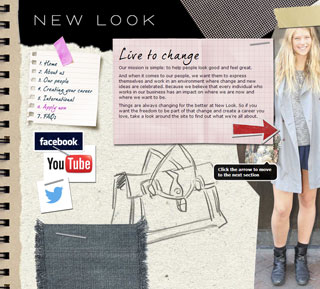 NEW LOOK
1. Home
2. About us
3. Our people
4. Creating your career
5. International
6. Apply now
7. FAQs
facebook
YouTube
Live to change
Our mission is simple: to help people look good and feel great.
And when it comes to our people, we want them to express
themselves and work in an environment where change and new
ideas are celebrated. Because we believe that every individual who
works in our business has an impact on where we are now and
where we want to be.
Things are always changing for the better at New Look. So if you
want the freedom to be part of that change and create a career you
love, take a look around the site to find out what we're all about.
Click the arrow to move
to the next section